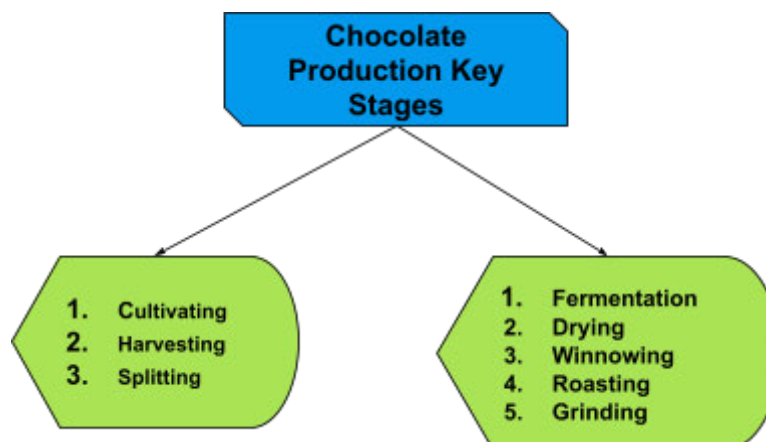 Chocolate
Production Key
Stages
1. Cultivating
2. Harvesting
3. Splitting
1. Fermentation
2. Drying
3. Winnowing
4. Roasting
5. Grinding